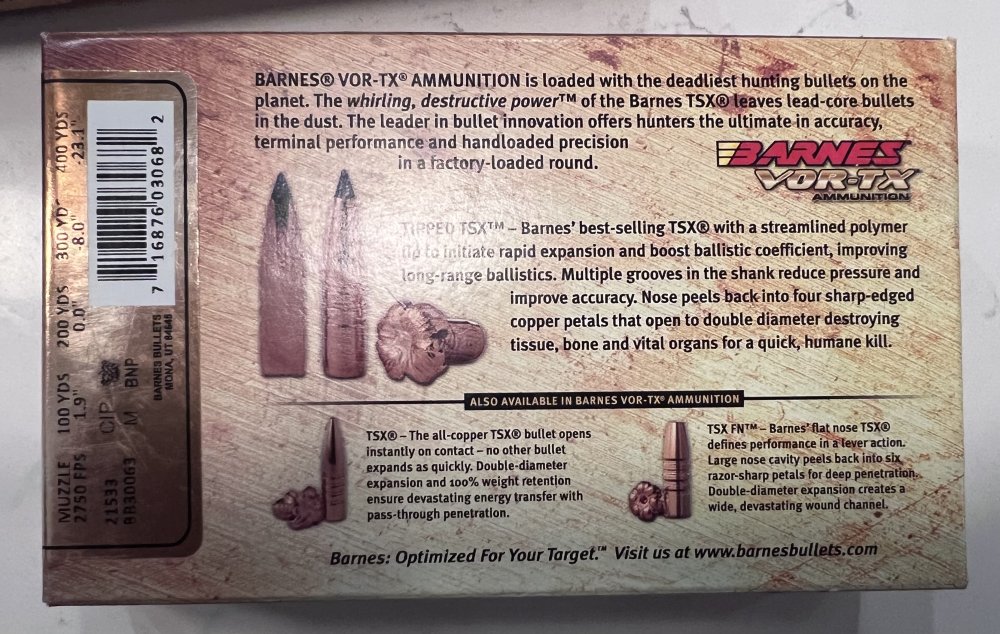 BARNES® VOR-TX® AMMUNITION is loaded with the deadliest hunting bullets on the
planet. The whirling, destructive power™ of the Barnes TSX® leaves lead-core bullets
in the dust. The leader in bullet innovation offers hunters the ultimate in accuracy,
terminal performance and handloaded precision
in a factory-loaded round.
BARNES
VOR-TX
AMMUNITION
TIPPED TSX™ – Barnes' best-selling TSX® with a streamlined polymer
tip to initiate rapid expansion and boost ballistic coefficient, improving
long-range ballistics. Multiple grooves in the shank reduce pressure and
improve accuracy. Nose peels back into four sharp-edged
copper petals that open to double diameter destroying
tissue, bone and vital organs for a quick, humane kill.
ALSO AVAILABLE IN BARNES VOR-TX® AMMUNITION
TSX® – The all-copper TSX® bullet opens
instantly on contact – no other bullet
expands as quickly. Double-diameter
expansion and 100% weight retention
ensure devastating energy transfer with
pass-through penetration.
TSX FN™ – Barnes' flat nose TSX®
defines performance in a lever action.
Large nose cavity peels back into six
razor-sharp petals for deep penetration.
Double-diameter expansion creates a
wide, devastating wound channel.
Barnes: Optimized For Your Target.™ Visit us at www.barnesbullets.com
MUZZLE 100 YDS 200 YDS 300 YDS 400 YDS
2750 FPS 1.9" 0.0" -8.0" -23.1"
21533 CIP
BB30063 M BNP
7 16876 03068 2
BARNES BULLETS
MONA, UT 84645